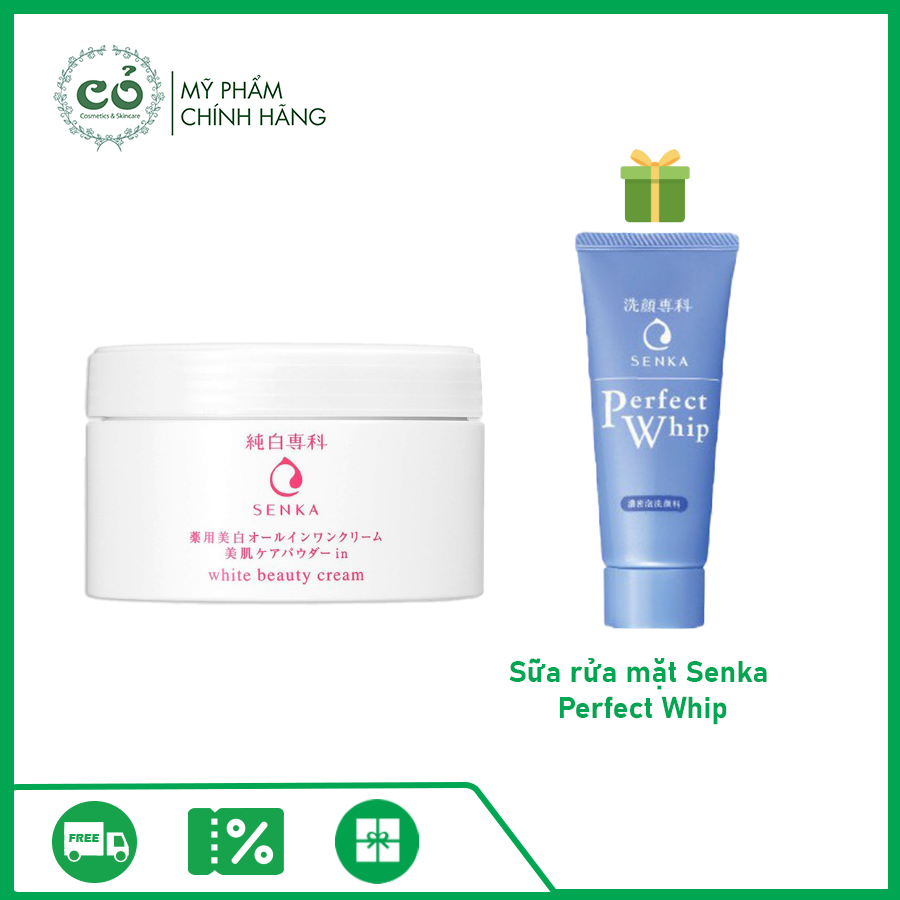 CỎ
Cosmetics & Skincare
MỸ PHẨM
CHÍNH HÃNG
純白専科
SENKA
薬用美白オールインワンクリーム
美肌ケアパウダー in
white beauty cream
洗顔専科
SENKA
Perfect
Whip
濃密泡洗顔料
Sữa rửa mặt Senka
Perfect Whip
FREE
%